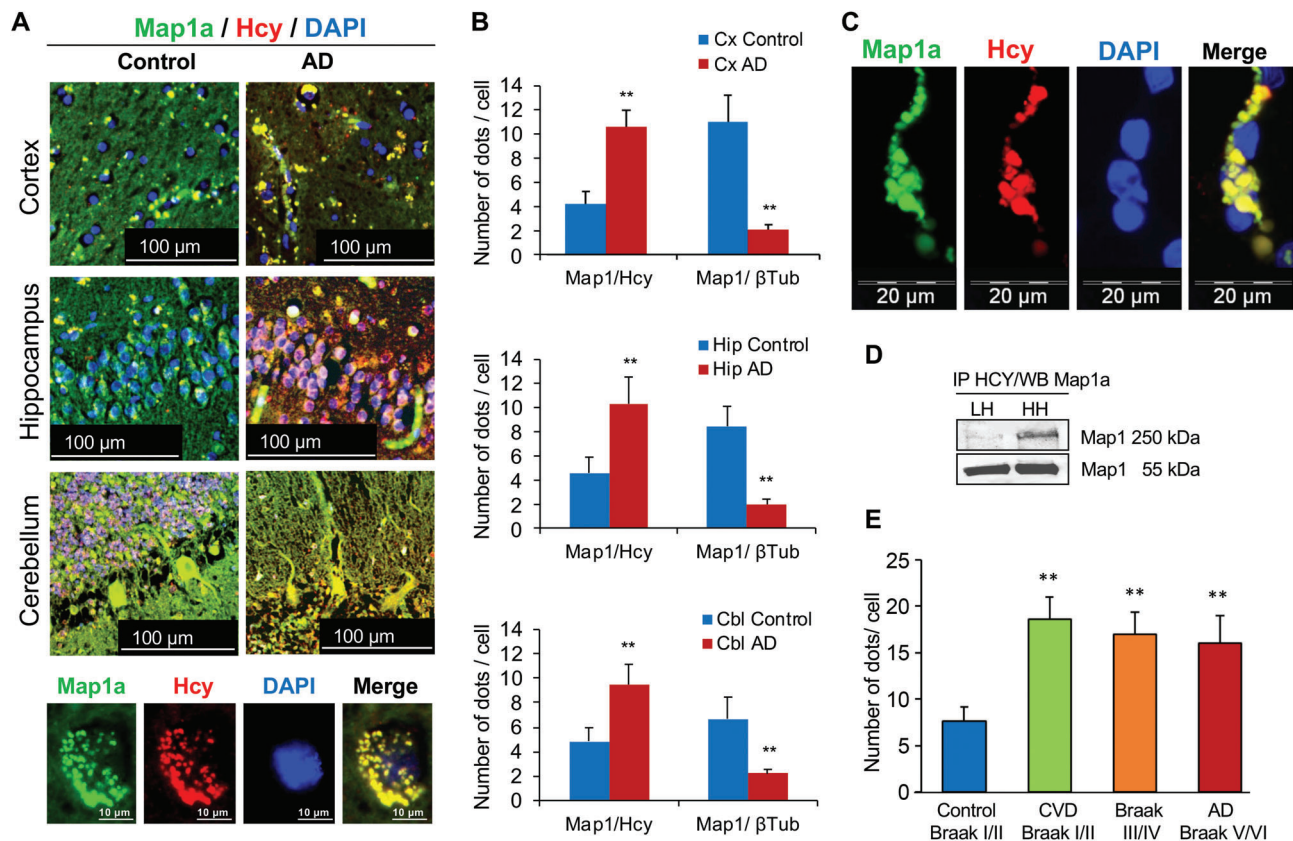 A
Map1a / Hcy / DAPI
Control
AD
Cortex
100 µm
100 µm
Hippocampus
100 µm
100 µm
Cerebellum
100 µm
100 µm
Map1a
Hcy
DAPI
Merge
10 µm
10 µm
10 µm
10 µm
B
Cx Control
Cx AD
Number of dots / cell
14
12
10
8
6
4
2
0
**
**
Map1/Hcy
Map1/ βTub
Hip Control
Hip AD
Number of dots / cell
14
12
10
8
6
4
2
0
**
**
Map1/Hcy
Map1/ βTub
Cbl Control
Cbl AD
Number of dots / cell
14
12
10
8
6
4
2
0
**
**
Map1/Hcy
Map1/ βTub
C
Map1a
Hcy
DAPI
Merge
20 µm
20 µm
20 µm
20 µm
D
IP HCY/WB Map1a
LH
HH
Map1 250 kDa
Map1 55 kDa
E
Number of dots/ cell
25
20
15
10
5
0
**
**
**
Control
Braak I/II
CVD
Braak I/II
Braak
III/IV
AD
Braak V/VI